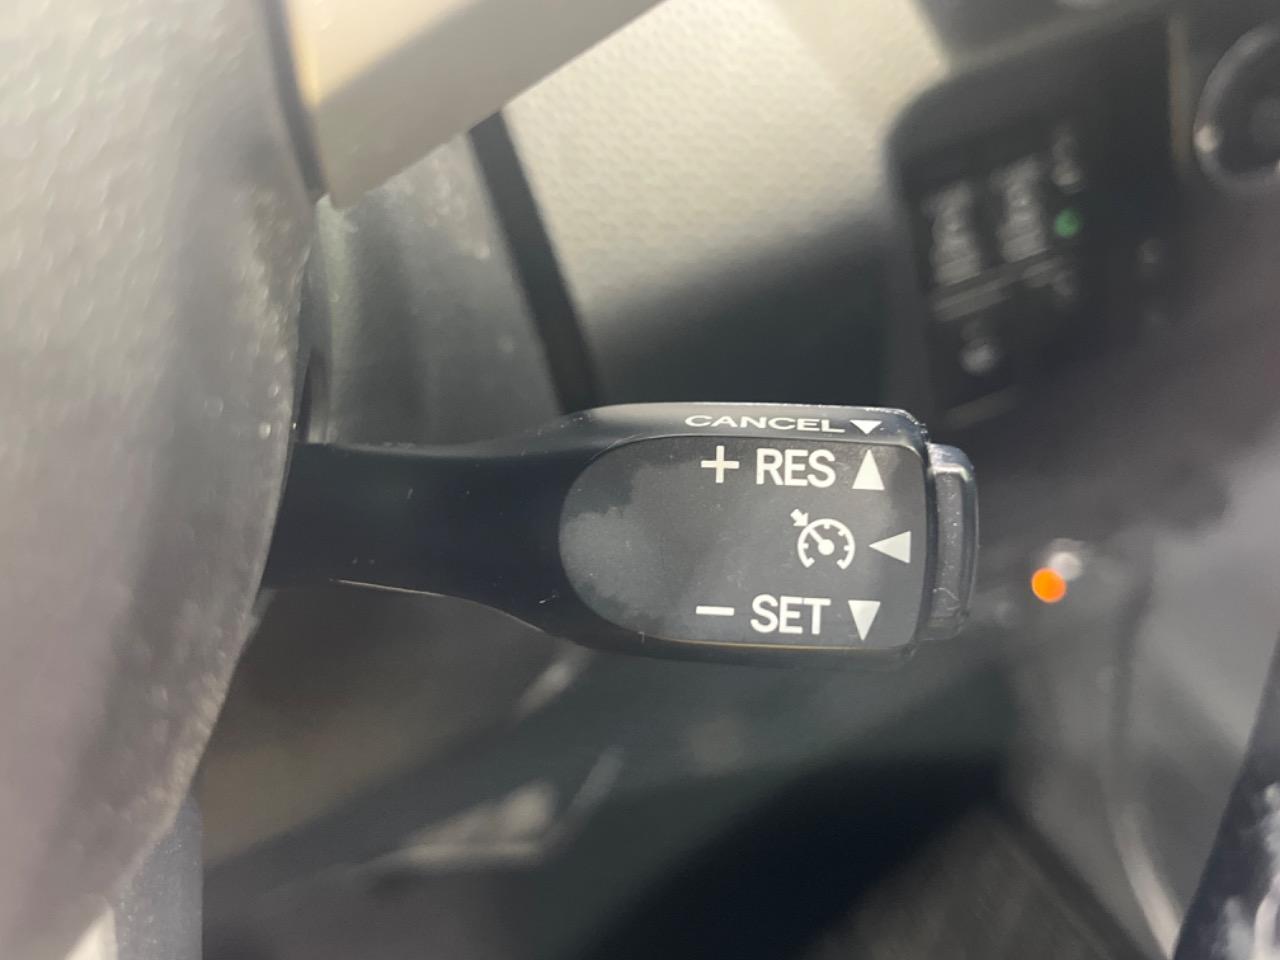 CANCEL▼
+ RES ▲
◀
− SET ▼